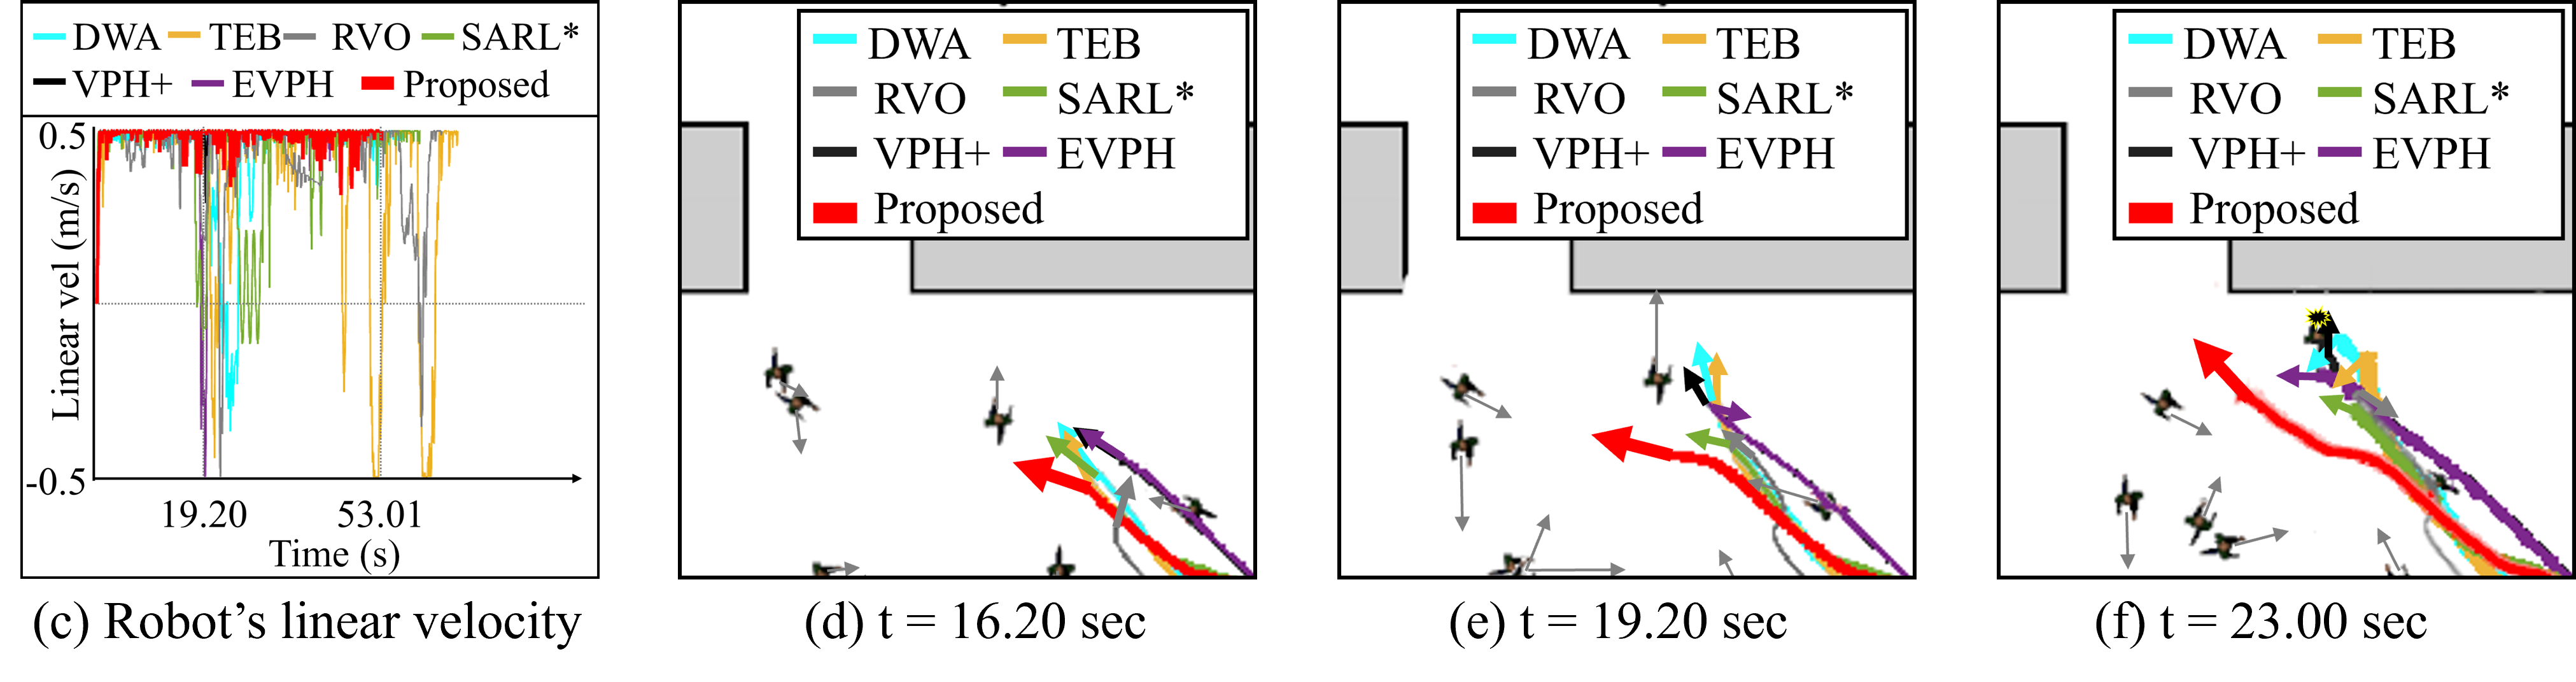 DWA TEB RVO SARL*
VPH+ EVPH Proposed
0.5
Linear vel (m/s)
-0.5
19.20 53.01
Time (s)
(c) Robot’s linear velocity
DWA TEB
RVO SARL*
VPH+ EVPH
Proposed
(d) t = 16.20 sec
DWA TEB
RVO SARL*
VPH+ EVPH
Proposed
(e) t = 19.20 sec
DWA TEB
RVO SARL*
VPH+ EVPH
Proposed
(f) t = 23.00 sec